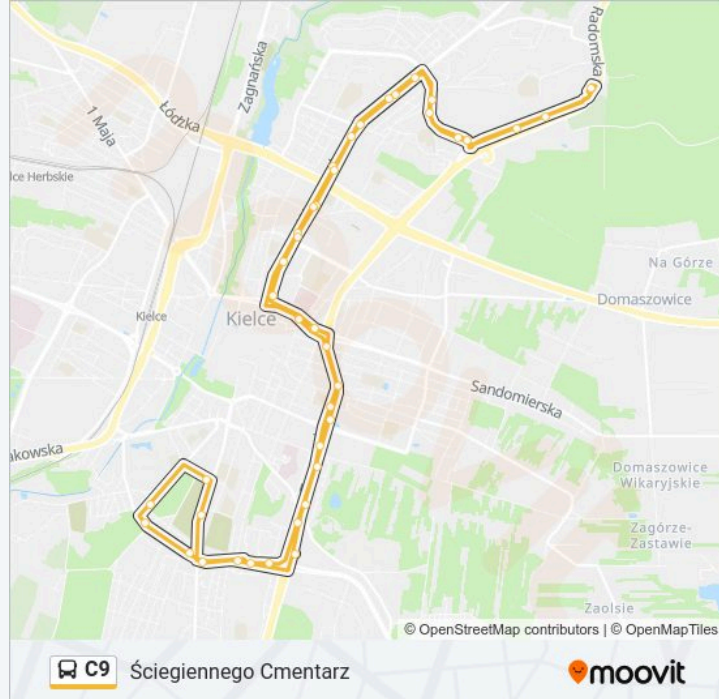 Radomska
Zagnańska
Łódzka
1 Maja
lce Herbskie
Na Górze
Domaszowice
Kielce
Kielce
Sandomierska
akowska
Domaszowice
Wikaryjskie
Zagórze-
Zastawie
Zaolsie
© OpenStreetMap contributors | © OpenMapTiles
C9 Ściegiennego Cmentarz
moovit